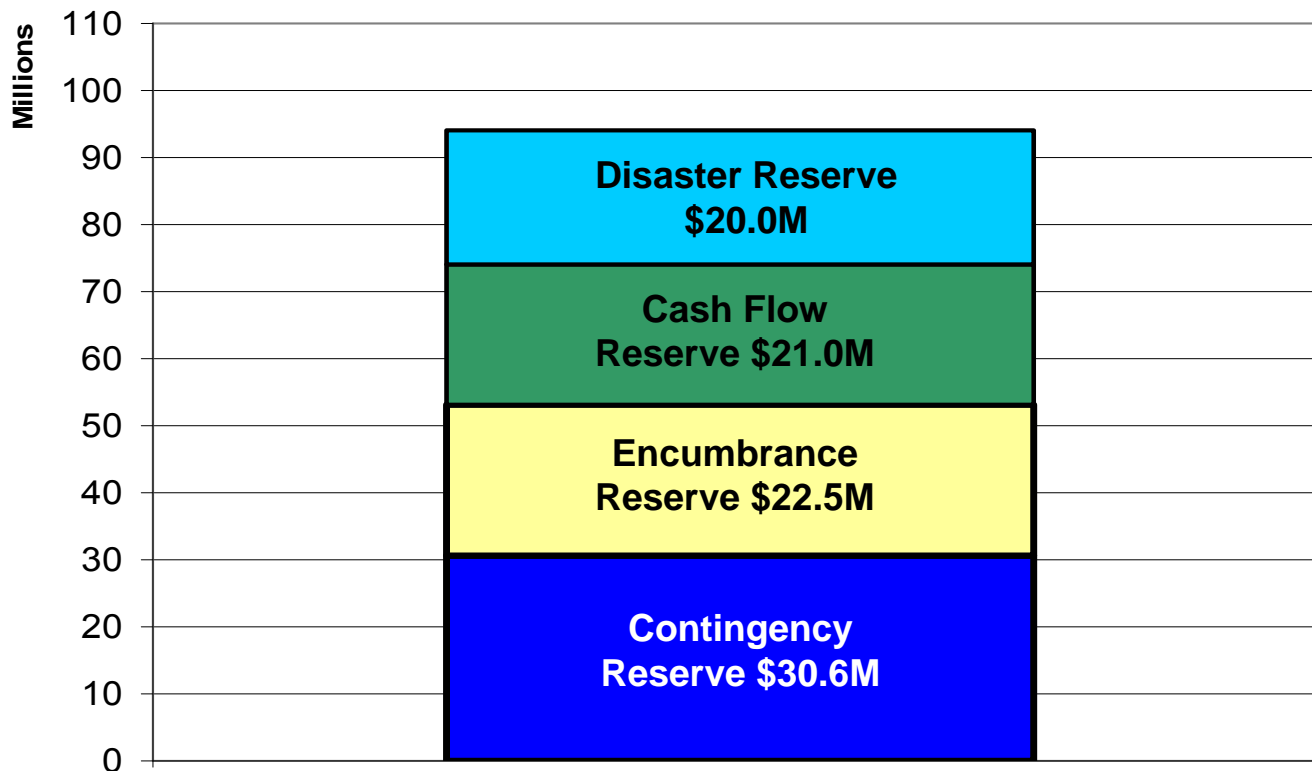 Millions
110
100
90
80
70
60
50
40
30
20
10
0
Disaster Reserve
$20.0M
Cash Flow
Reserve $21.0M
Encumbrance
Reserve $22.5M
Contingency
Reserve $30.6M